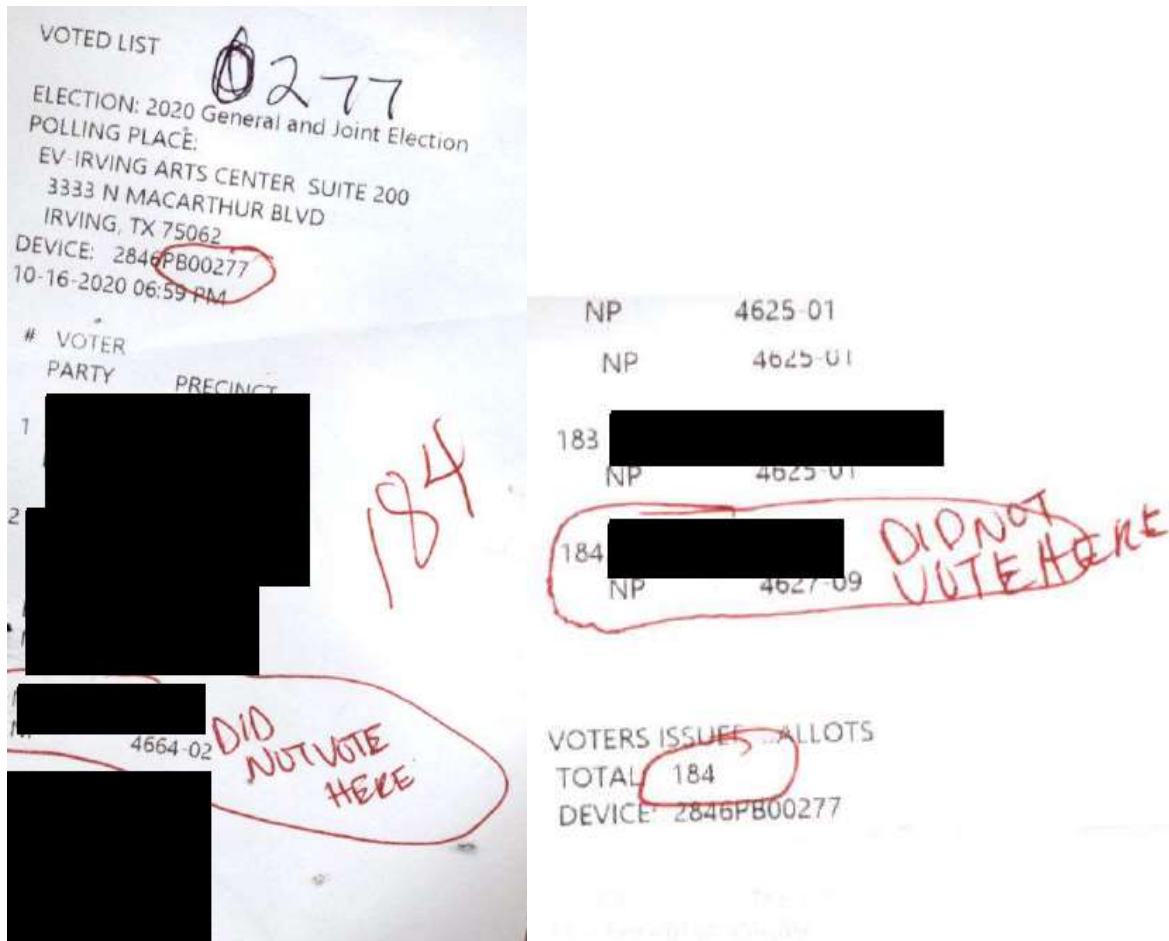 VOTED LIST
0277
ELECTION: 2020 General and Joint Election
POLLING PLACE:
EV-IRVING ARTS CENTER SUITE 200
3333 N MACARTHUR BLVD
IRVING, TX 75062
DEVICE: 2846PB00277
10-16-2020 06:59 PM
# VOTER
PARTY PRECINCT
1
184
2
4664-02
DID
NOT VOTE
HERE
NP 4625-01
NP 4625-01
183
NP 4625-01
184
NP 4627-09
DID NOT
VOTE HERE
VOTERS ISSUED ALLOTS
TOTAL 184
DEVICE: 2846PB00277